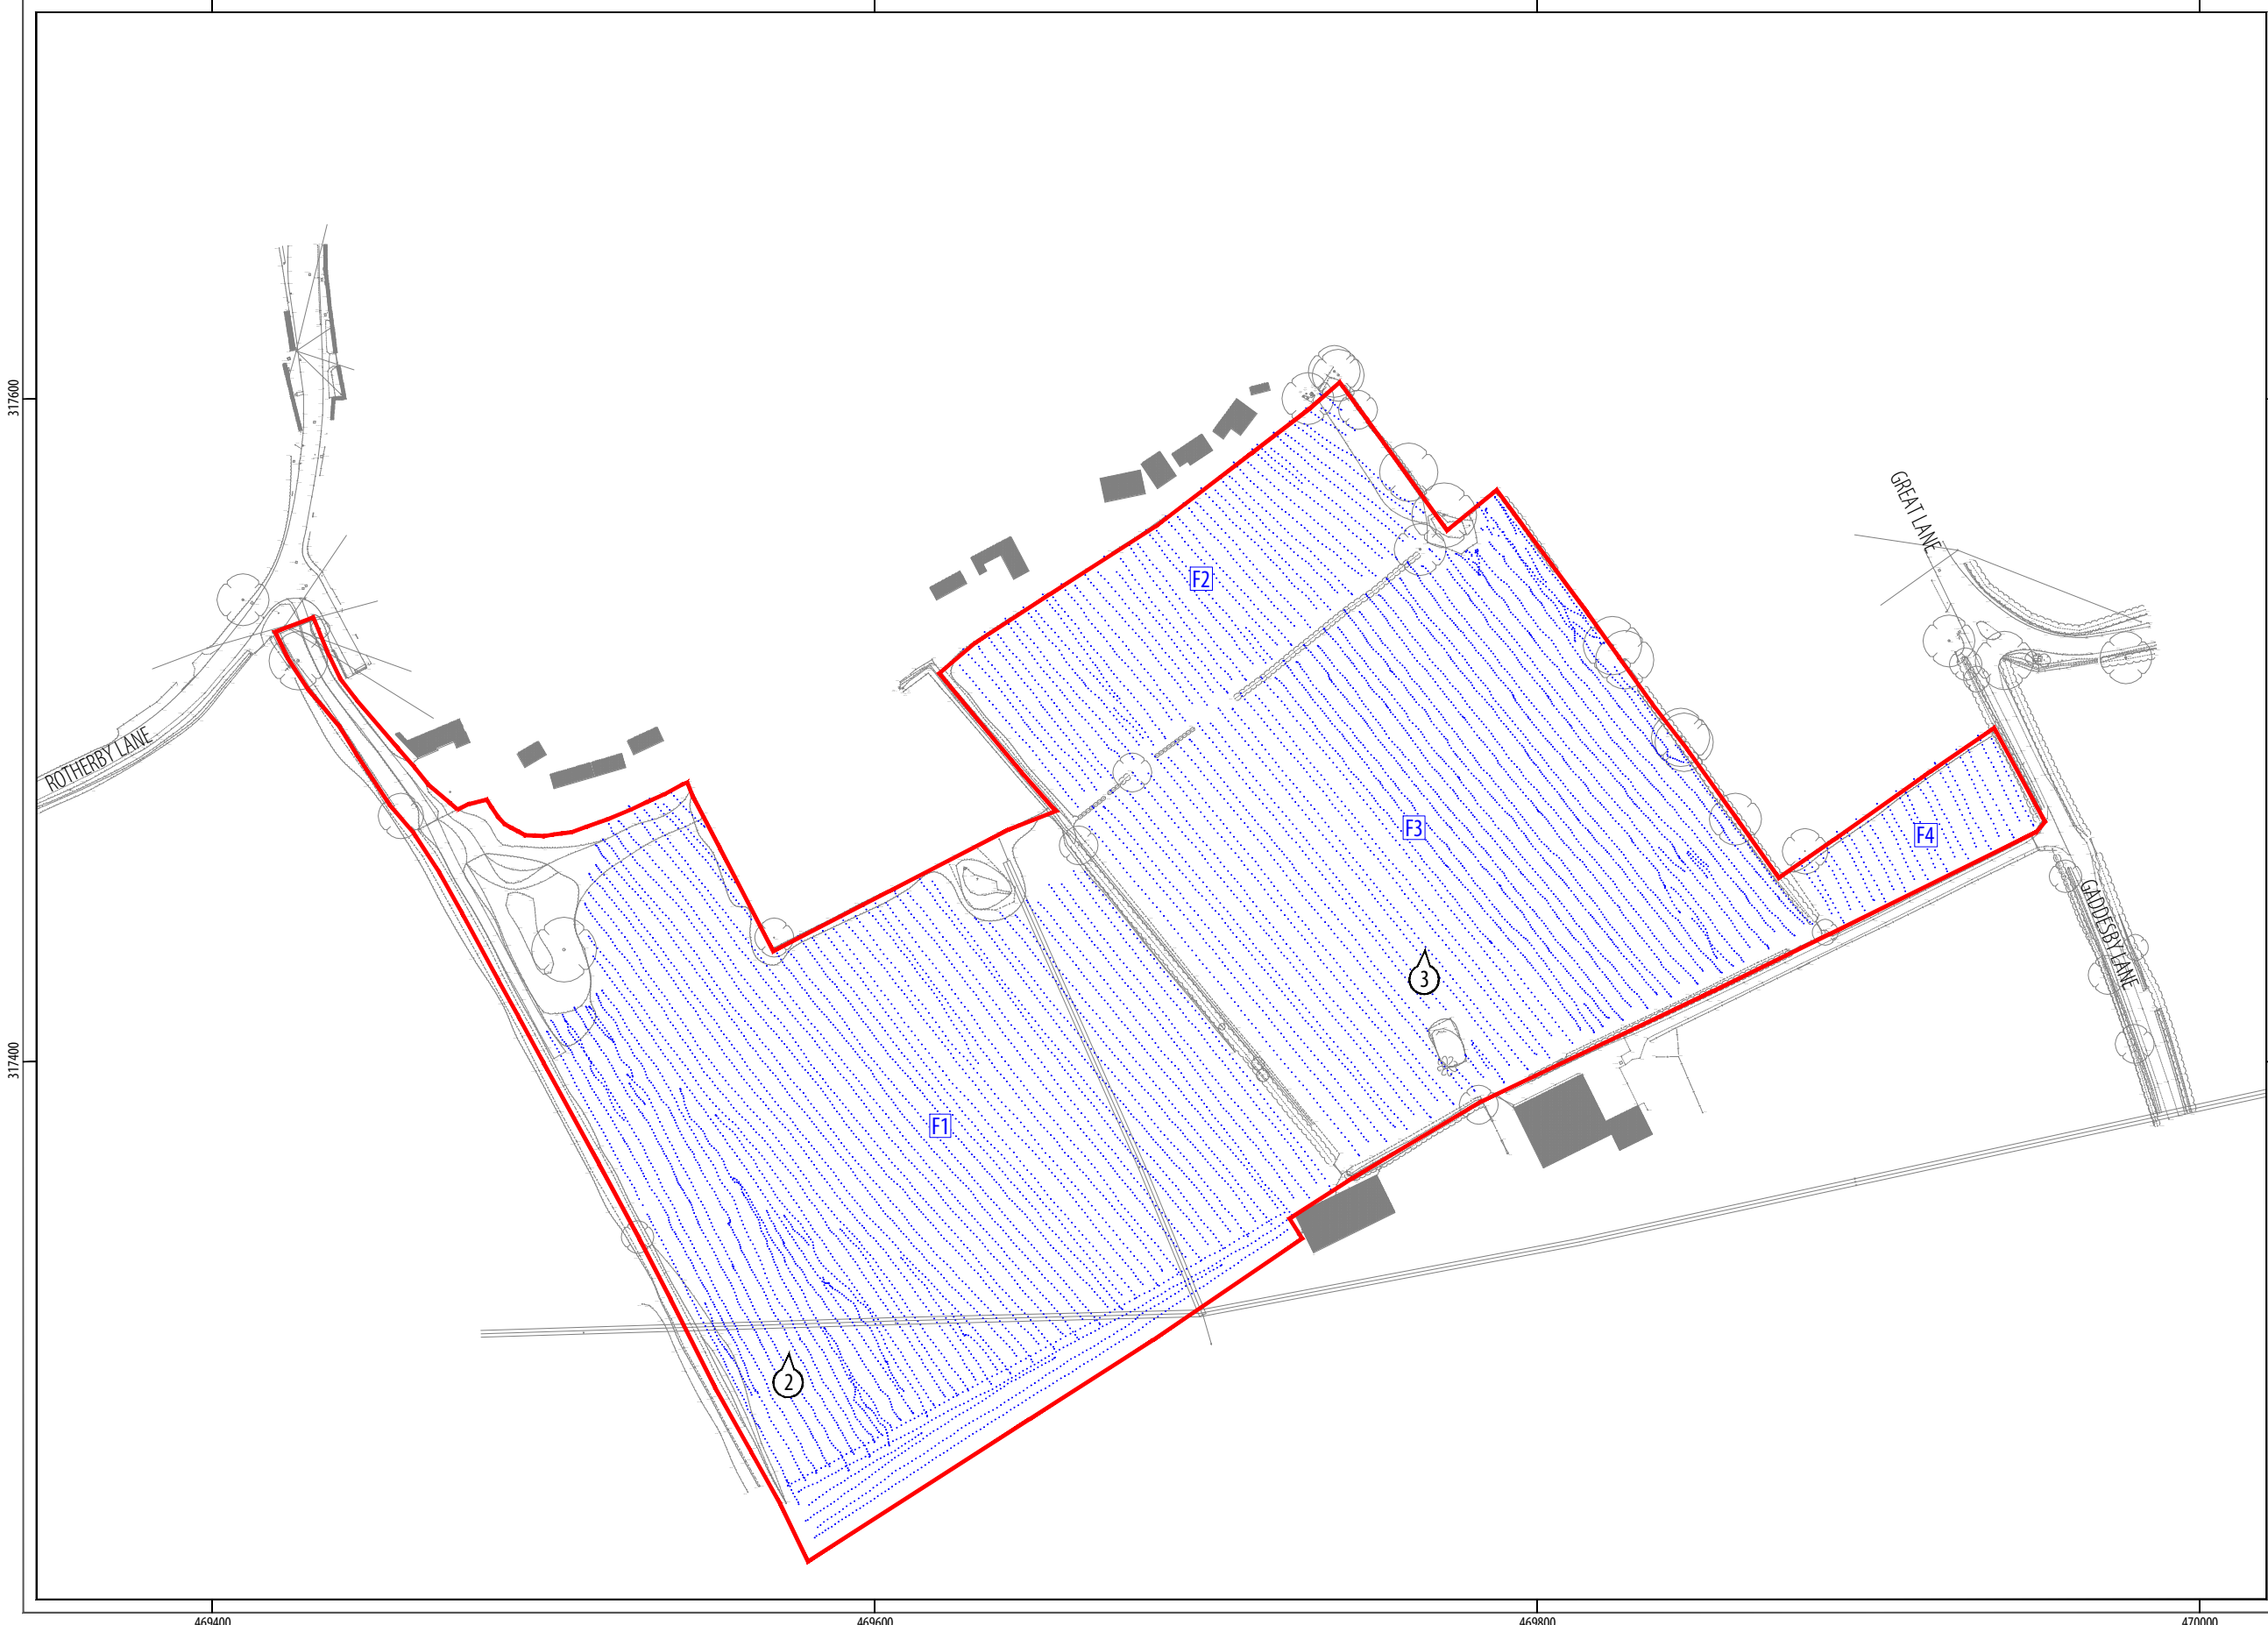 317600
GREAT LANE
F2
ROTHERBY LANE
F3
F4
GADDESBY LANE
3
317400
F1
2
469400
469600
469800
470000